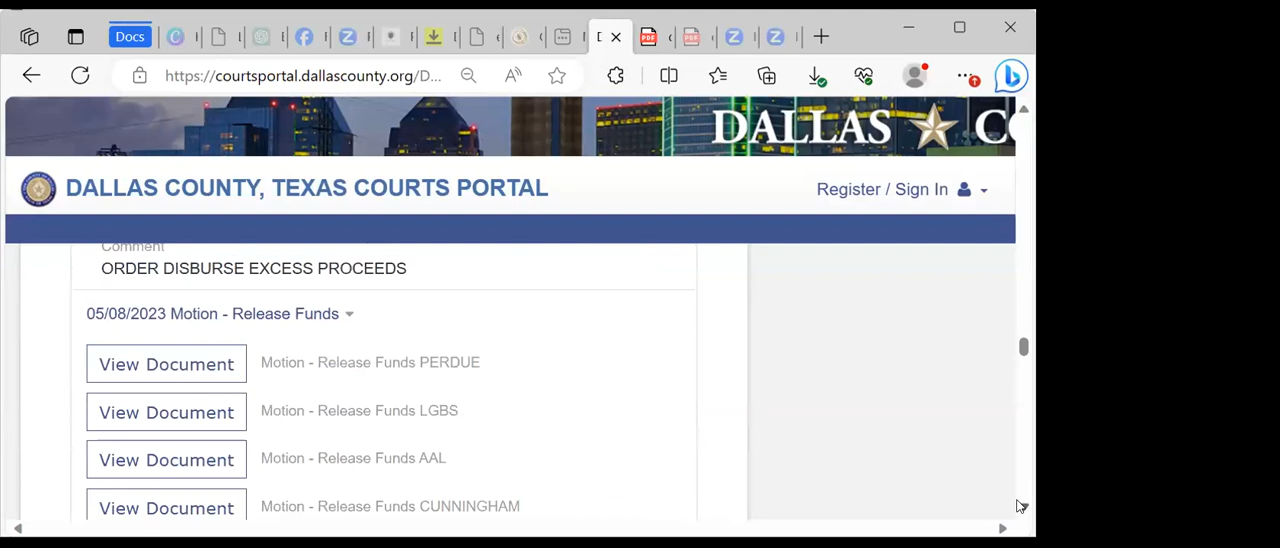 Docs
https://courtsportal.dallascounty.org/D...
DALLAS CO
DALLAS COUNTY, TEXAS COURTS PORTAL
Register / Sign In
Comment
ORDER DISBURSE EXCESS PROCEEDS
05/08/2023 Motion - Release Funds
View Document Motion - Release Funds PERDUE
View Document Motion - Release Funds LGBS
View Document Motion - Release Funds AAL
View Document Motion - Release Funds CUNNINGHAM